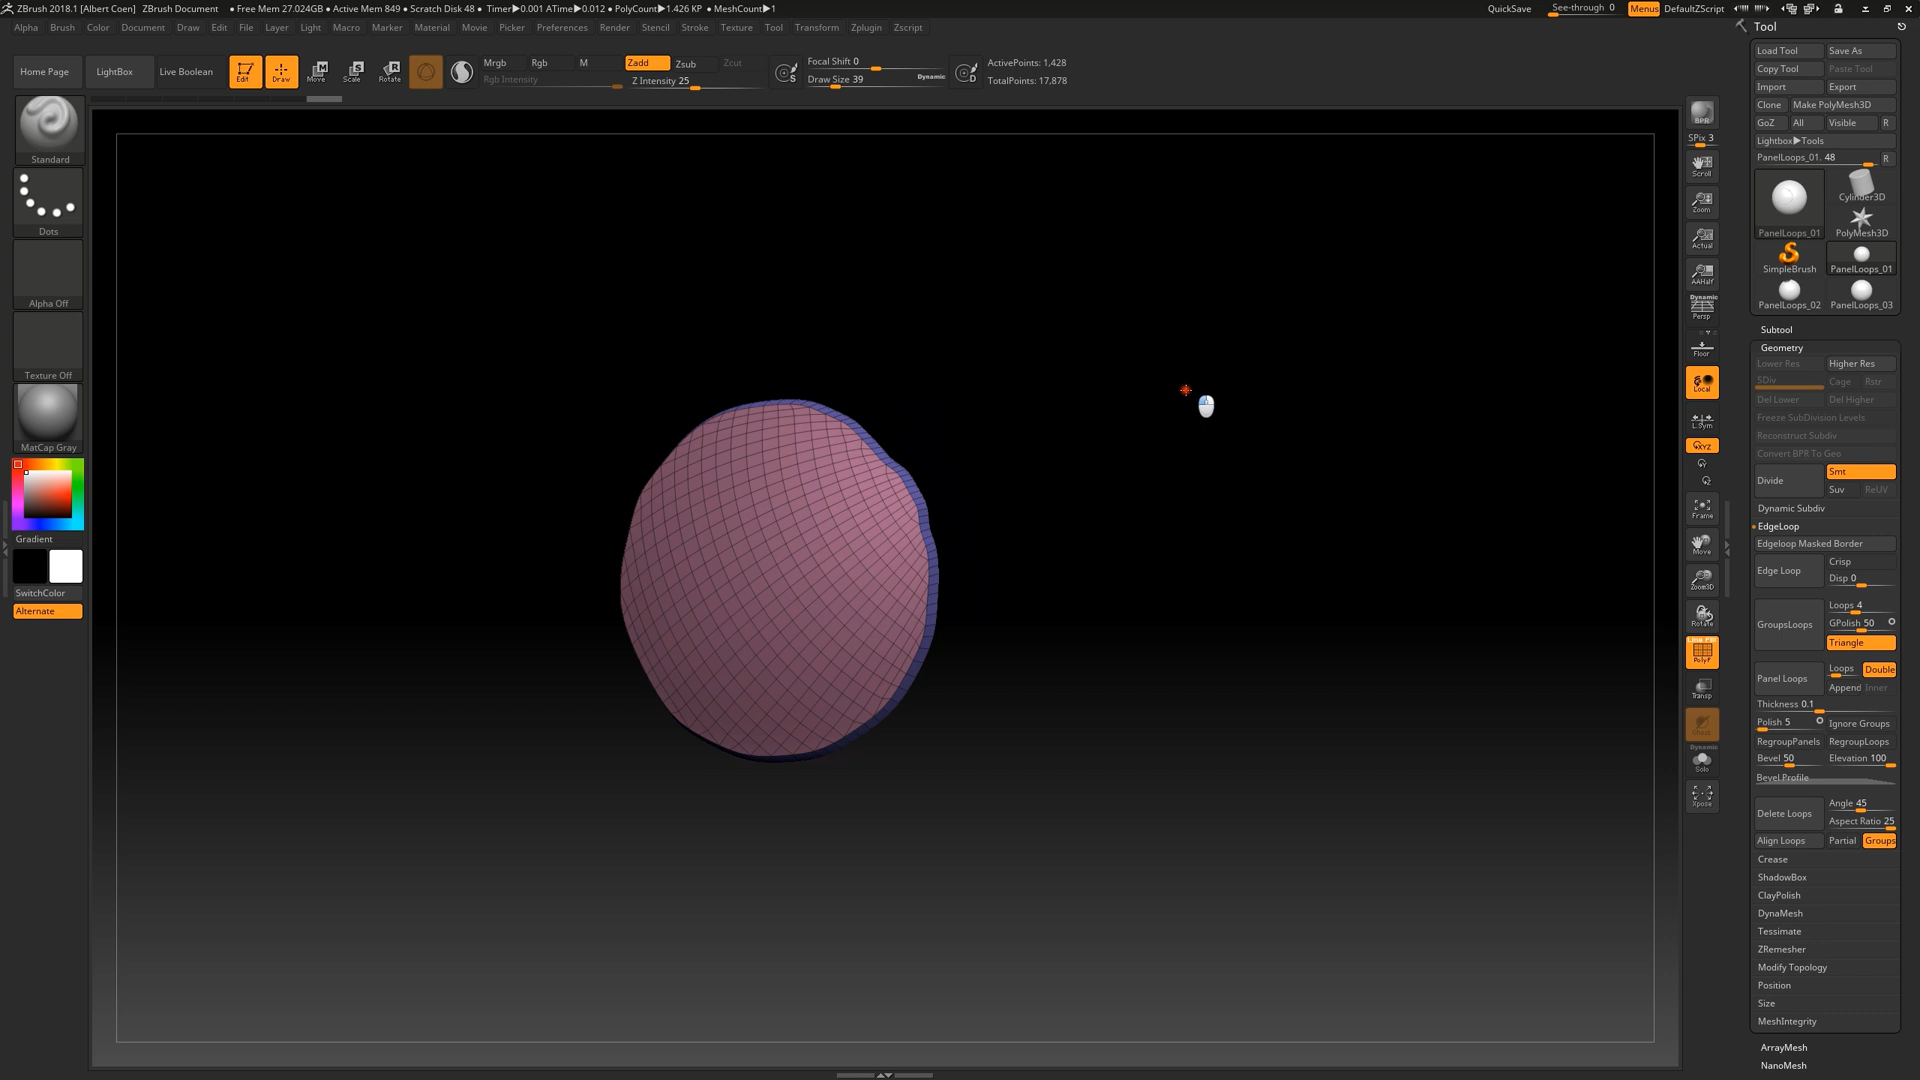 ZBrush 2018.1 [Albert Coen] ZBrush Document • Free Mem 27.024GB • Active Mem 849 • Scratch Disk 48 • Timer▶0.001 ATime▶0.012 • PolyCount▶1.426 KP • MeshCount▶1 QuickSave See-through 0 Menus DefaultZScript
Alpha Brush Color Document Draw Edit File Layer Light Macro Marker Material Movie Picker Preferences Render Stencil Stroke Texture Tool Transform Zplugin Zscript
Home Page LightBox Live Boolean Edit Draw Move Scale Rotate
Mrgb Rgb M Zadd Zsub Zcut
Rgb Intensity Z Intensity 25
Focal Shift 0
Draw Size 39 Dynamic
ActivePoints: 1,428
TotalPoints: 17,878
Standard
Dots
Alpha Off
Texture Off
MatCap Gray
Gradient
SwitchColor
Alternate
BPR
SPix 3
Scroll
Zoom
Actual
AAHalf
Dynamic
Persp
Floor
Local
L.Sym
XYZ
Frame
Move
Zoom3D
Rotate
Line Fill
PolyF
Transp
Ghost
Dynamic
Solo
Xpose
Tool
Load Tool Save As
Copy Tool Paste Tool
Import Export
Clone Make PolyMesh3D
GoZ All Visible R
Lightbox▶Tools
PanelLoops_01. 48 R
PanelLoops_01 Cylinder3D
PolyMesh3D
SimpleBrush PanelLoops_01
PanelLoops_02 PanelLoops_03
Subtool
Geometry
Lower Res Higher Res
SDiv Cage Rstr
Del Lower Del Higher
Freeze SubDivision Levels
Reconstruct Subdiv
Convert BPR To Geo
Divide Smt
Suv ReUV
Dynamic Subdiv
EdgeLoop
Edgeloop Masked Border
Edge Loop Crisp
Disp 0
GroupsLoops Loops 4
GPolish 50
Triangle
Panel Loops Loops Double
Append Inner
Thickness 0.1
Polish 5 Ignore Groups
RegroupPanels RegroupLoops
Bevel 50 Elevation 100
Bevel Profile
Delete Loops Angle 45
Aspect Ratio 25
Align Loops Partial Groups
Crease
ShadowBox
ClayPolish
DynaMesh
Tessimate
ZRemesher
Modify Topology
Position
Size
MeshIntegrity
ArrayMesh
NanoMesh